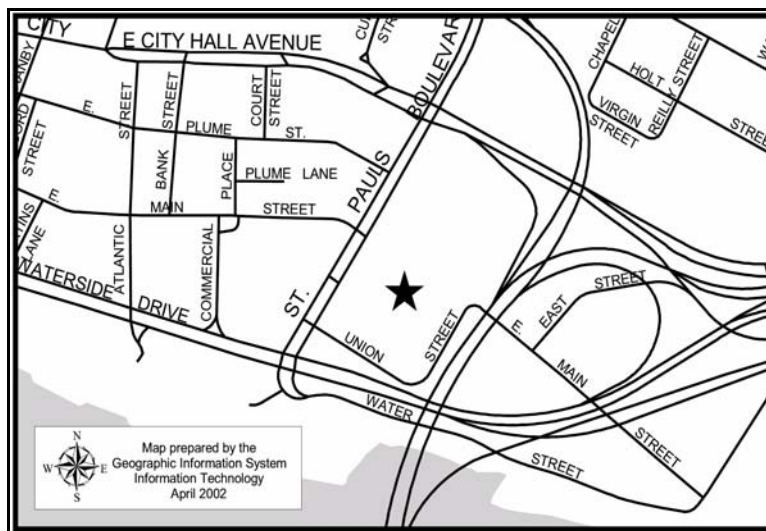 CITY
E CITY HALL AVENUE
STREET
STREET
COURT
STREET
BOULEVAR
CHAPEL
STREET
HOLT
STREE
VIRGIN
REILLY STREET
E.
PLUME
ST.
BANK
PLACE
PLUME LANE
PAULS
STREET
E.
MAIN
STREET
LANE
ATLANTIC
COMMERCIAL
WATERSIDE
DRIVE
ST.
UNION
STREET
E.
EAST
STREET
MAIN
STREET
WATER
STREET
N
W E
S
Map prepared by the
Geographic Information System
Information Technology
April 2002